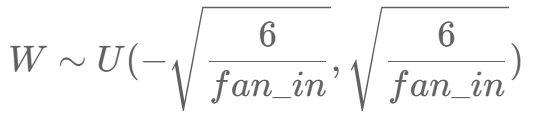 W ∼ U(−√(6/fan_in), √(6/fan_in))